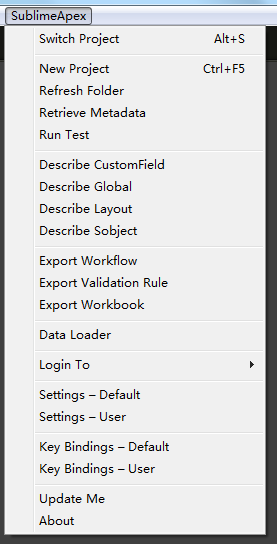 SublimeApex
Switch Project Alt+S
New Project Ctrl+F5
Refresh Folder
Retrieve Metadata
Run Test
Describe CustomField
Describe Global
Describe Layout
Describe Sobject
Export Workflow
Export Validation Rule
Export Workbook
Data Loader
Login To
Settings – Default
Settings – User
Key Bindings – Default
Key Bindings – User
Update Me
About